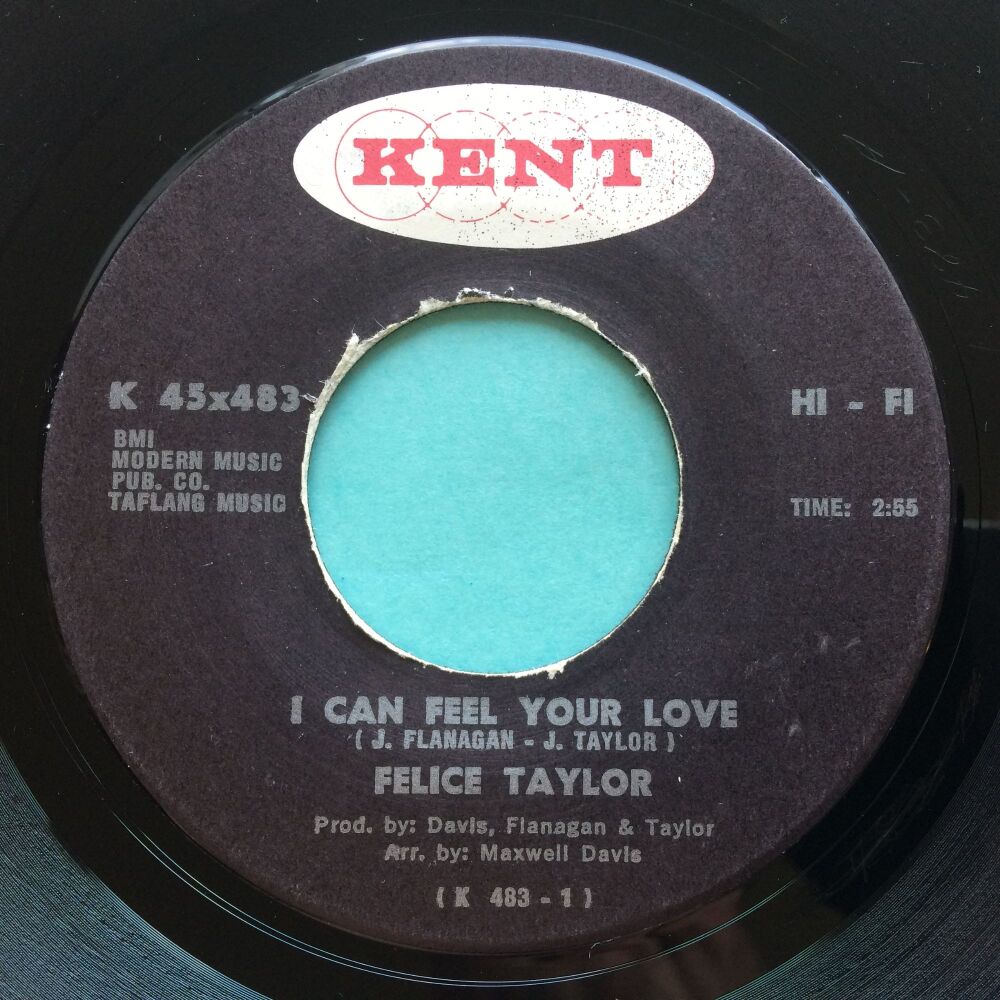 KENT
K 45x483
BMI
MODERN MUSIC
PUB. CO.
TAFLANG MUSIC
HI - FI
TIME: 2:55
I CAN FEEL YOUR LOVE
( J. FLANAGAN - J. TAYLOR )
FELICE TAYLOR
Prod. by: Davis, Flanagan & Taylor
Arr. by: Maxwell Davis
( K 483 - 1 )